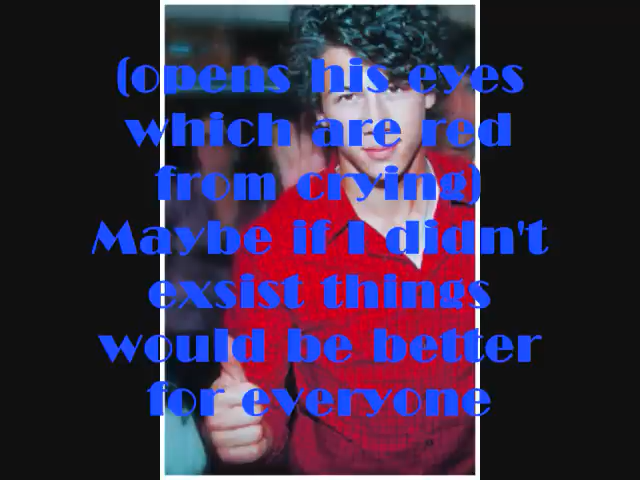 (opens his eyes
which are red
from crying)
Maybe if I didn't
exsist things
would be better
for everyone